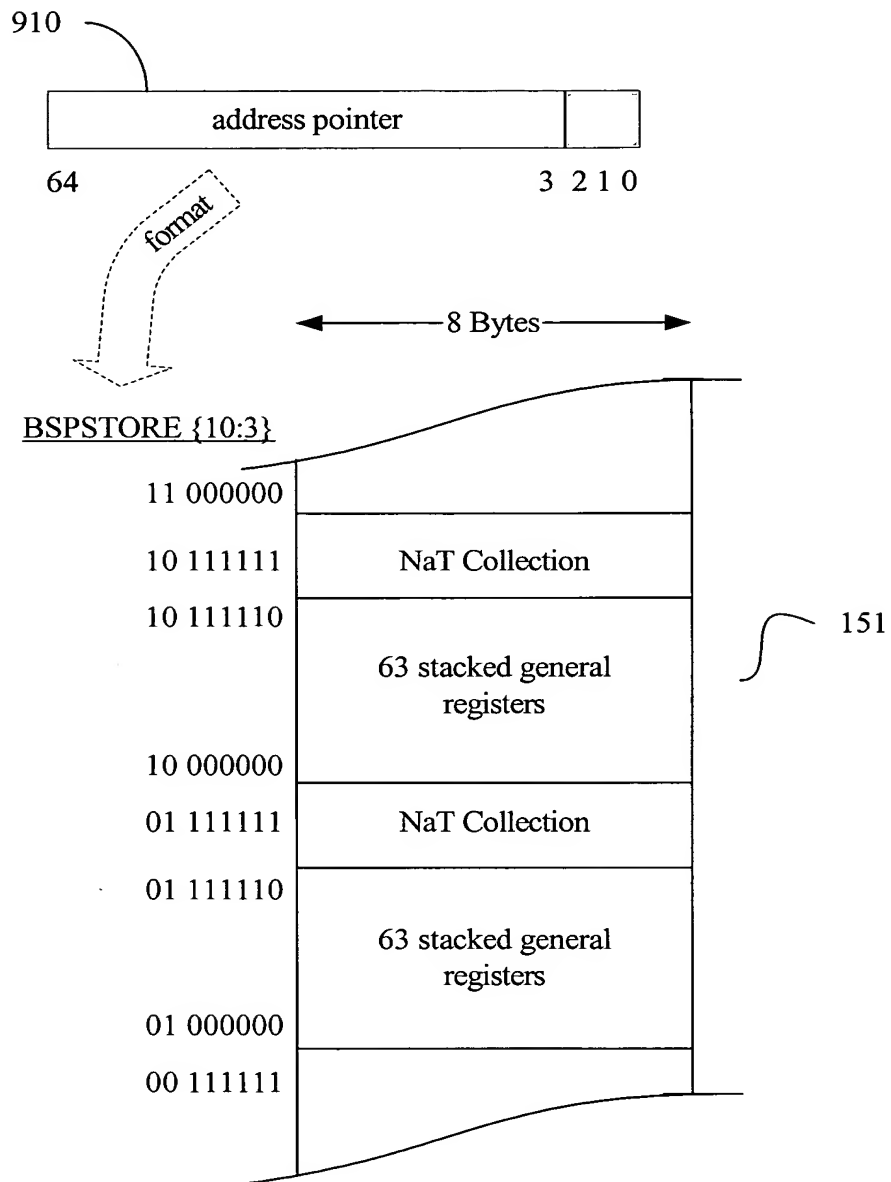 910
address pointer
64 3 2 1 0
format
8 Bytes
BSPSTORE {10:3}
11 000000
10 111111 NaT Collection
10 111110
151
63 stacked general
registers
10 000000
01 111111 NaT Collection
01 111110
63 stacked general
registers
01 000000
00 111111